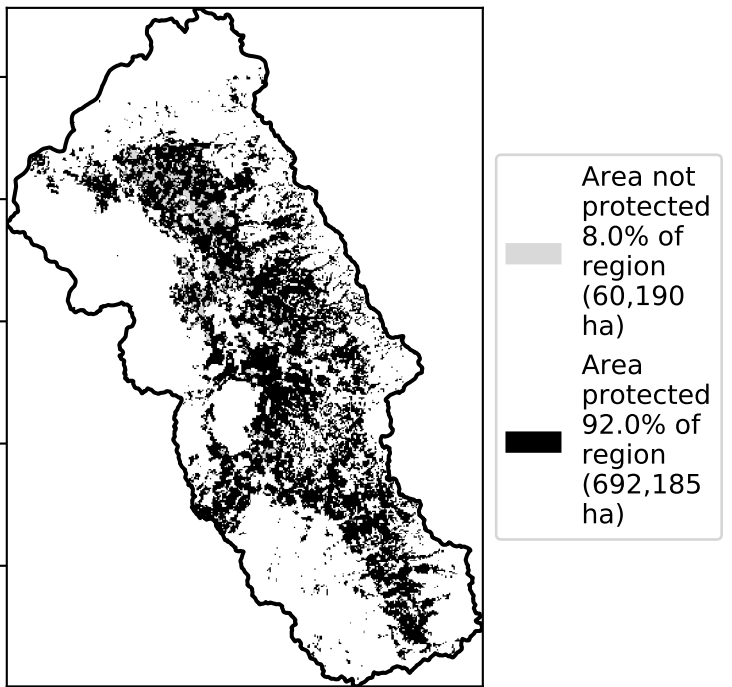 Area not
protected
8.0% of
region
(60,190
ha)
Area
protected
92.0% of
region
(692,185
ha)